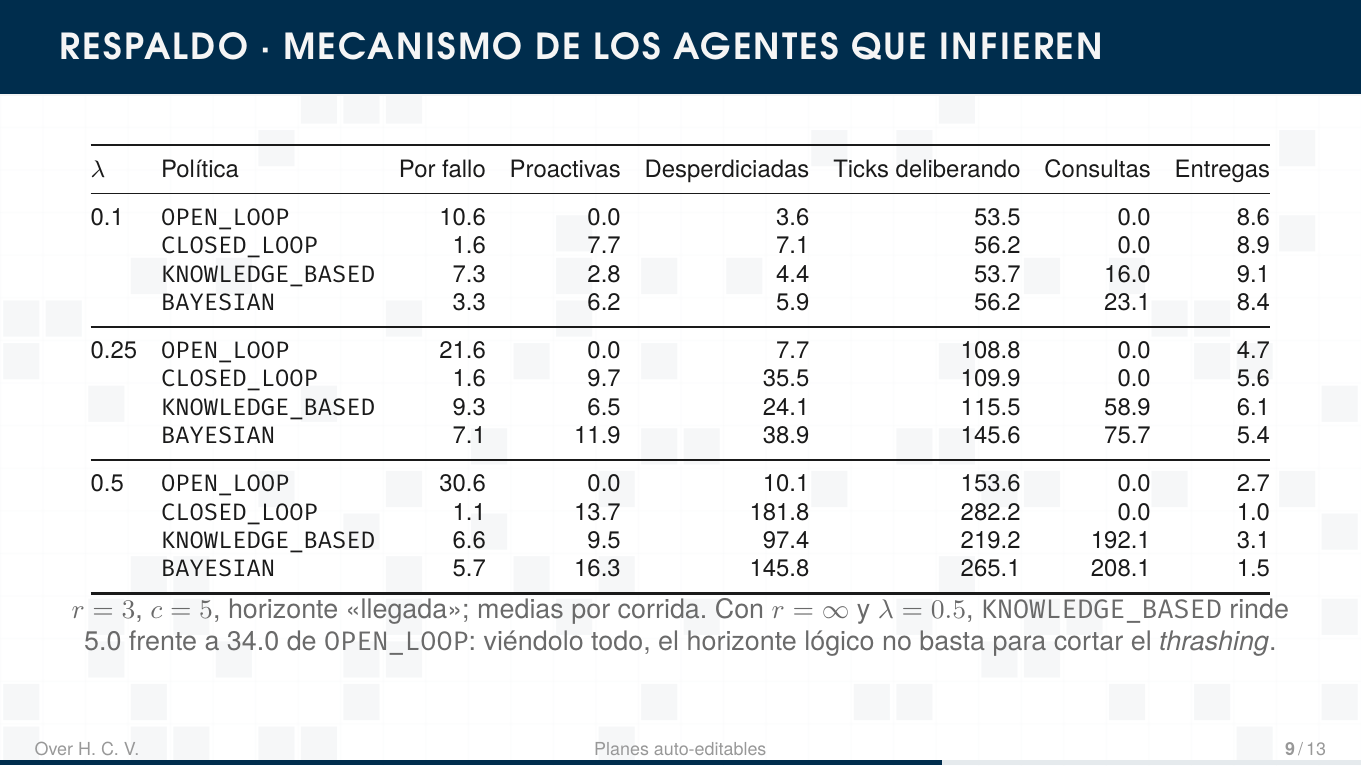 RESPALDO · MECANISMO DE LOS AGENTES QUE INFIEREN
λ Política Por fallo Proactivas Desperdiciadas Ticks deliberando Consultas Entregas
0.1 OPEN_LOOP 10.6 0.0 3.6 53.5 0.0 8.6
CLOSED_LOOP 1.6 7.7 7.1 56.2 0.0 8.9
KNOWLEDGE_BASED 7.3 2.8 4.4 53.7 16.0 9.1
BAYESIAN 3.3 6.2 5.9 56.2 23.1 8.4
0.25 OPEN_LOOP 21.6 0.0 7.7 108.8 0.0 4.7
CLOSED_LOOP 1.6 9.7 35.5 109.9 0.0 5.6
KNOWLEDGE_BASED 9.3 6.5 24.1 115.5 58.9 6.1
BAYESIAN 7.1 11.9 38.9 145.6 75.7 5.4
0.5 OPEN_LOOP 30.6 0.0 10.1 153.6 0.0 2.7
CLOSED_LOOP 1.1 13.7 181.8 282.2 0.0 1.0
KNOWLEDGE_BASED 6.6 9.5 97.4 219.2 192.1 3.1
BAYESIAN 5.7 16.3 145.8 265.1 208.1 1.5
r = 3, c = 5, horizonte «llegada»; medias por corrida. Con r = ∞ y λ = 0.5, KNOWLEDGE_BASED rinde
5.0 frente a 34.0 de OPEN_LOOP: viéndolo todo, el horizonte lógico no basta para cortar el thrashing.
Over H. C. V. Planes auto-editables 9 / 13